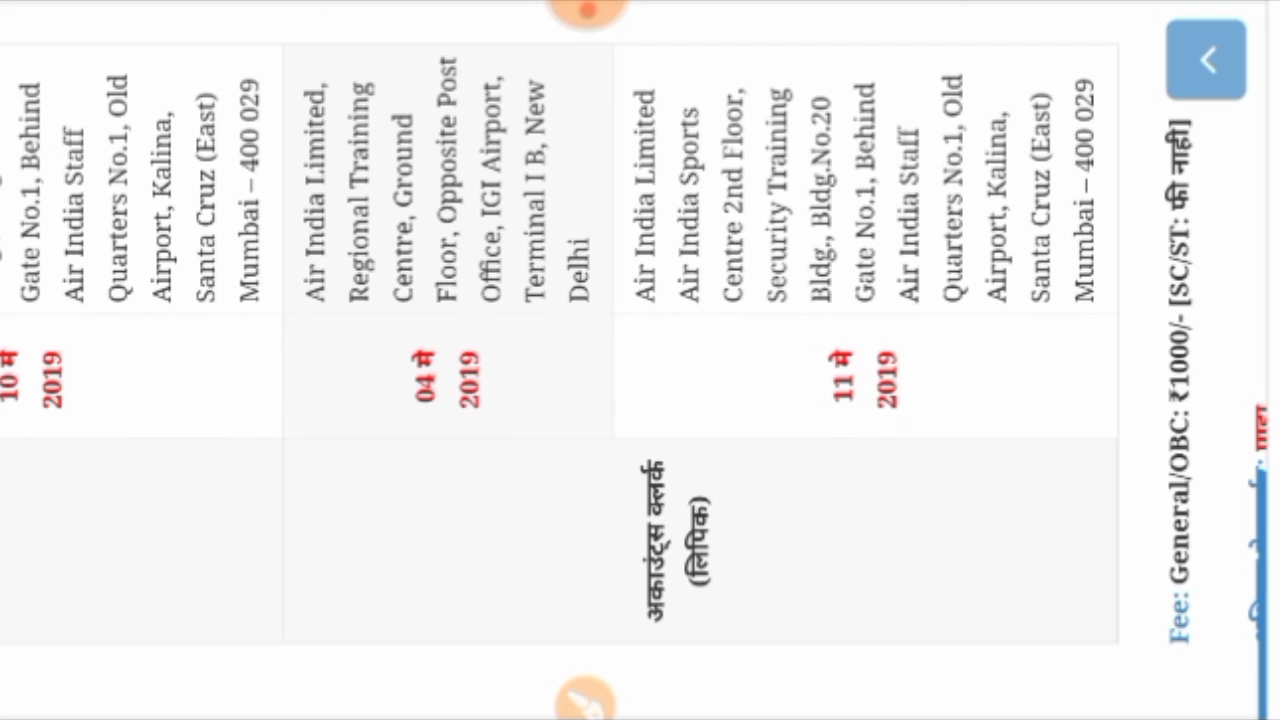 10 मे
2019
Gate No.1, Behind
Air India Staff
Quarters No.1, Old
Airport, Kalina,
Santa Cruz (East)
Mumbai – 400 029
अकाउंट्स क्लर्क
(लिपिक)
04 मे
2019
Air India Limited,
Regional Training
Centre, Ground
Floor, Opposite Post
Office, IGI Airport,
Terminal I B, New
Delhi
11 मे
2019
Air India Limited
Air India Sports
Centre 2nd Floor,
Security Training
Bldg., Bldg.No.20
Gate No.1, Behind
Air India Staff
Quarters No.1, Old
Airport, Kalina,
Santa Cruz (East)
Mumbai – 400 029
Fee: General/OBC: ₹1000/- [SC/ST: फी नाही]